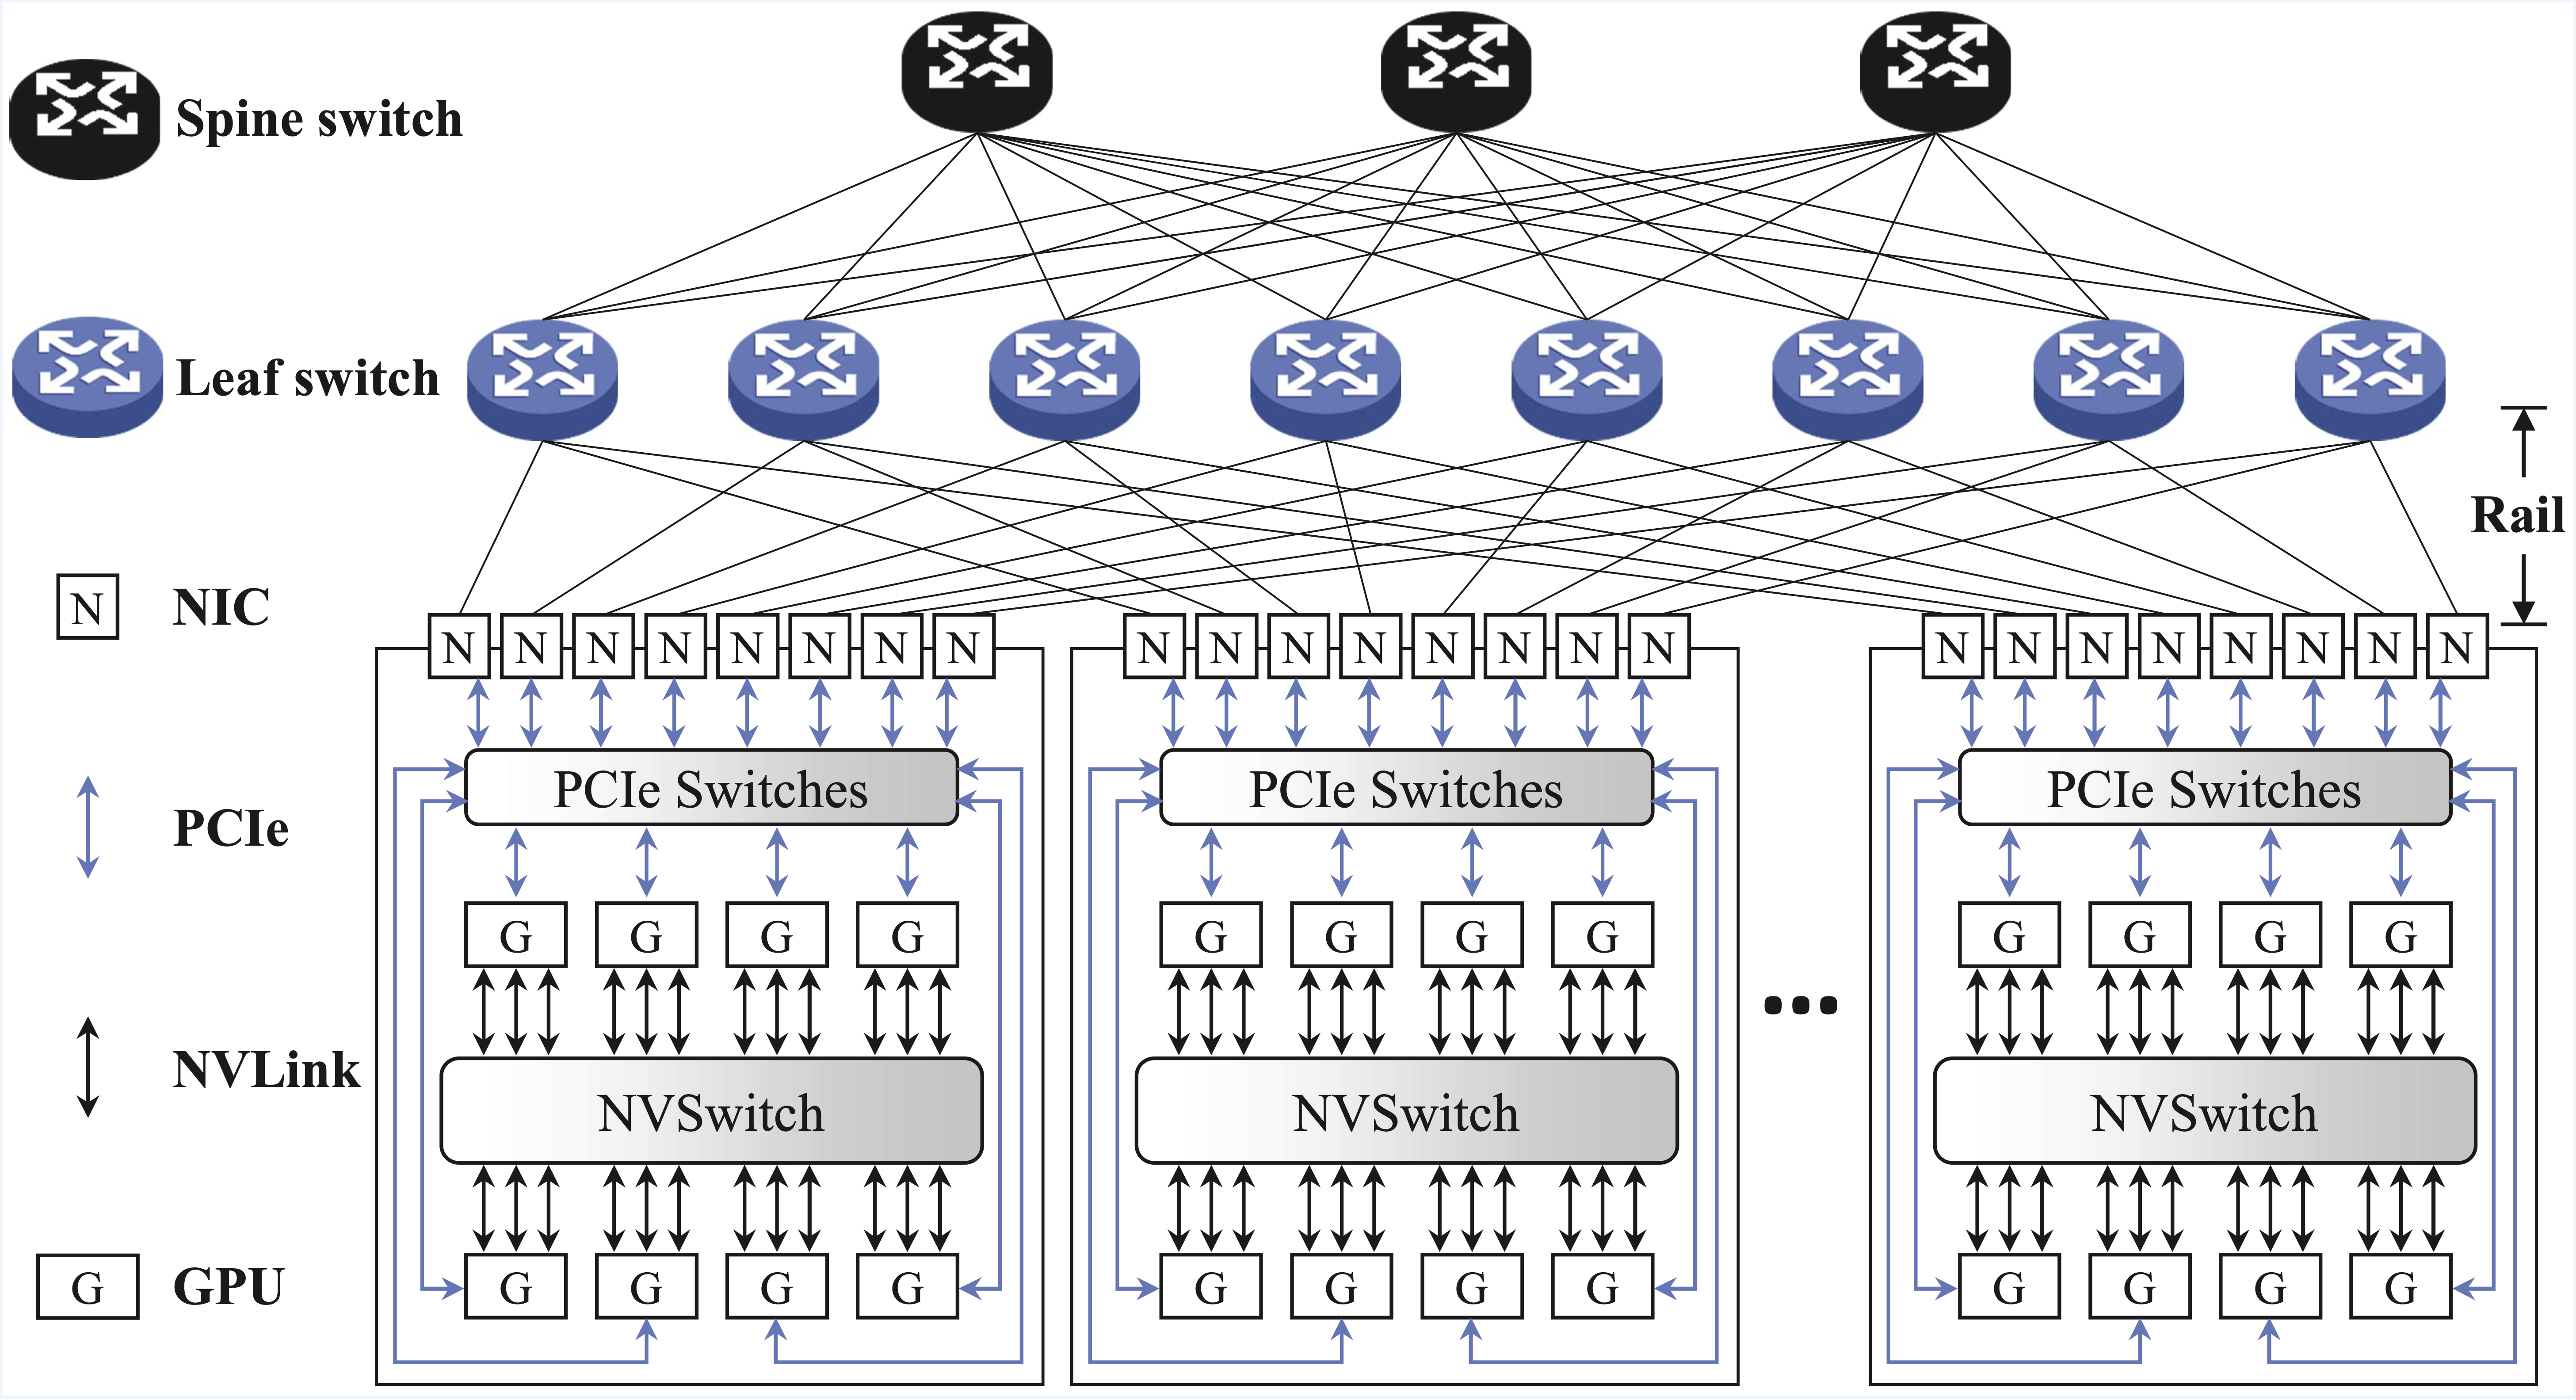 Spine switch
Leaf switch
Rail
N NIC
N N N N N N N N
N N N N N N N N
N N N N N N N N
PCIe
PCIe Switches
PCIe Switches
PCIe Switches
G G G G
G G G G
G G G G
NVLink
NVSwitch
NVSwitch
NVSwitch
...
G GPU
G G G G
G G G G
G G G G